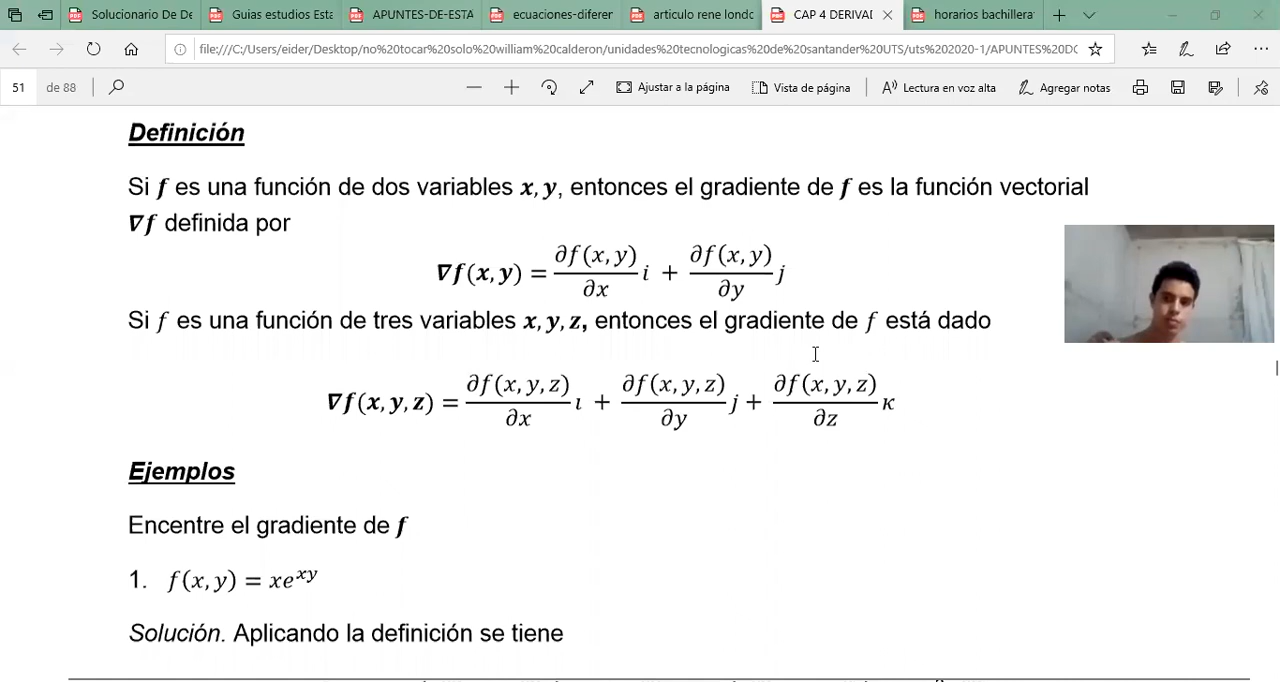 Solucionario De De
Guias estudios Esta
APUNTES-DE-ESTA
ecuaciones-diferen
articulo rene londo
CAP 4 DERIVAD
horarios bachillera
file:///C:/Users/eider/Desktop/no%20tocar%20solo%20william%20calderon/unidades%20tecnologicas%20de%20santander%20UTS/uts%202020-1/APUNTES%20DC
51 de 88
Ajustar a la página
Vista de página
Lectura en voz alta
Agregar notas
Definición
Si f es una función de dos variables x, y, entonces el gradiente de f es la función vectorial
∇f definida por
∇f(x, y) = ∂f(x, y)/∂x i + ∂f(x, y)/∂y j
Si f es una función de tres variables x, y, z, entonces el gradiente de f está dado
∇f(x, y, z) = ∂f(x, y, z)/∂x ι + ∂f(x, y, z)/∂y j + ∂f(x, y, z)/∂z κ
Ejemplos
Encentre el gradiente de f
1. f(x, y) = xe^xy
Solución. Aplicando la definición se tiene